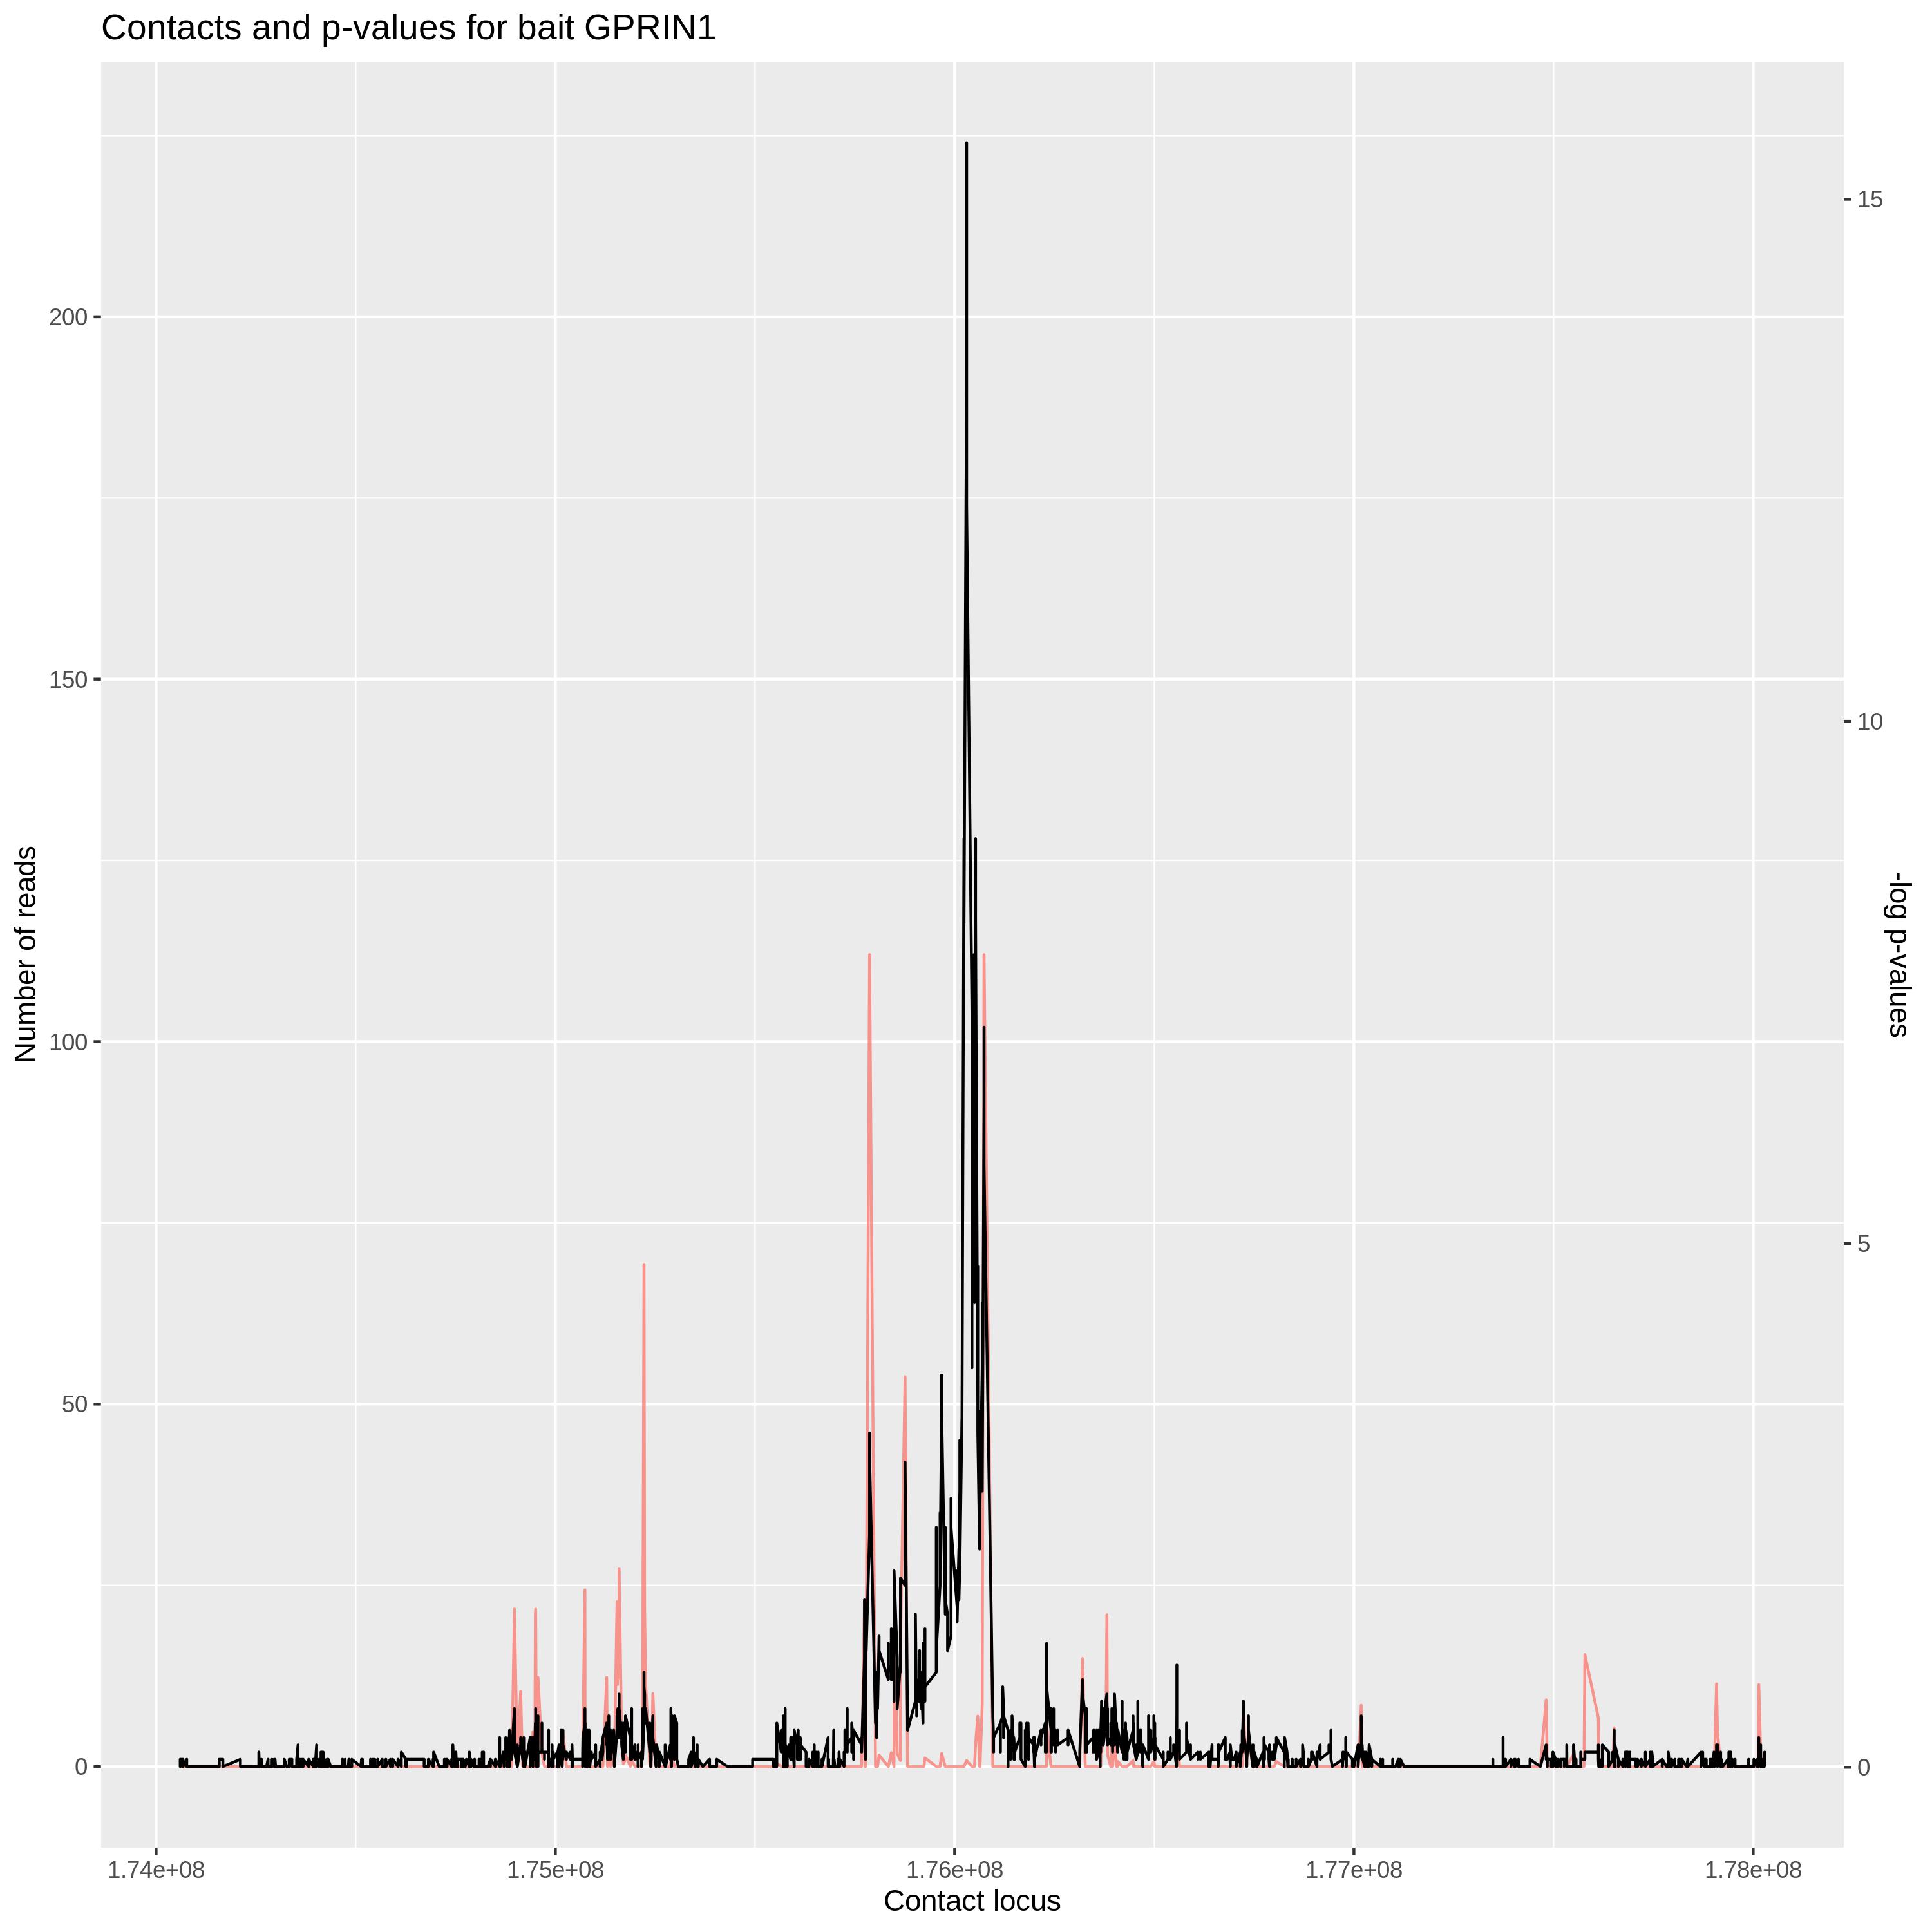 Contacts and p-values for bait GPRIN1
Number of reads
200
150
100
50
0
15
10
5
0
-log p-values
1.74e+08 1.75e+08 1.76e+08 1.77e+08 1.78e+08
Contact locus